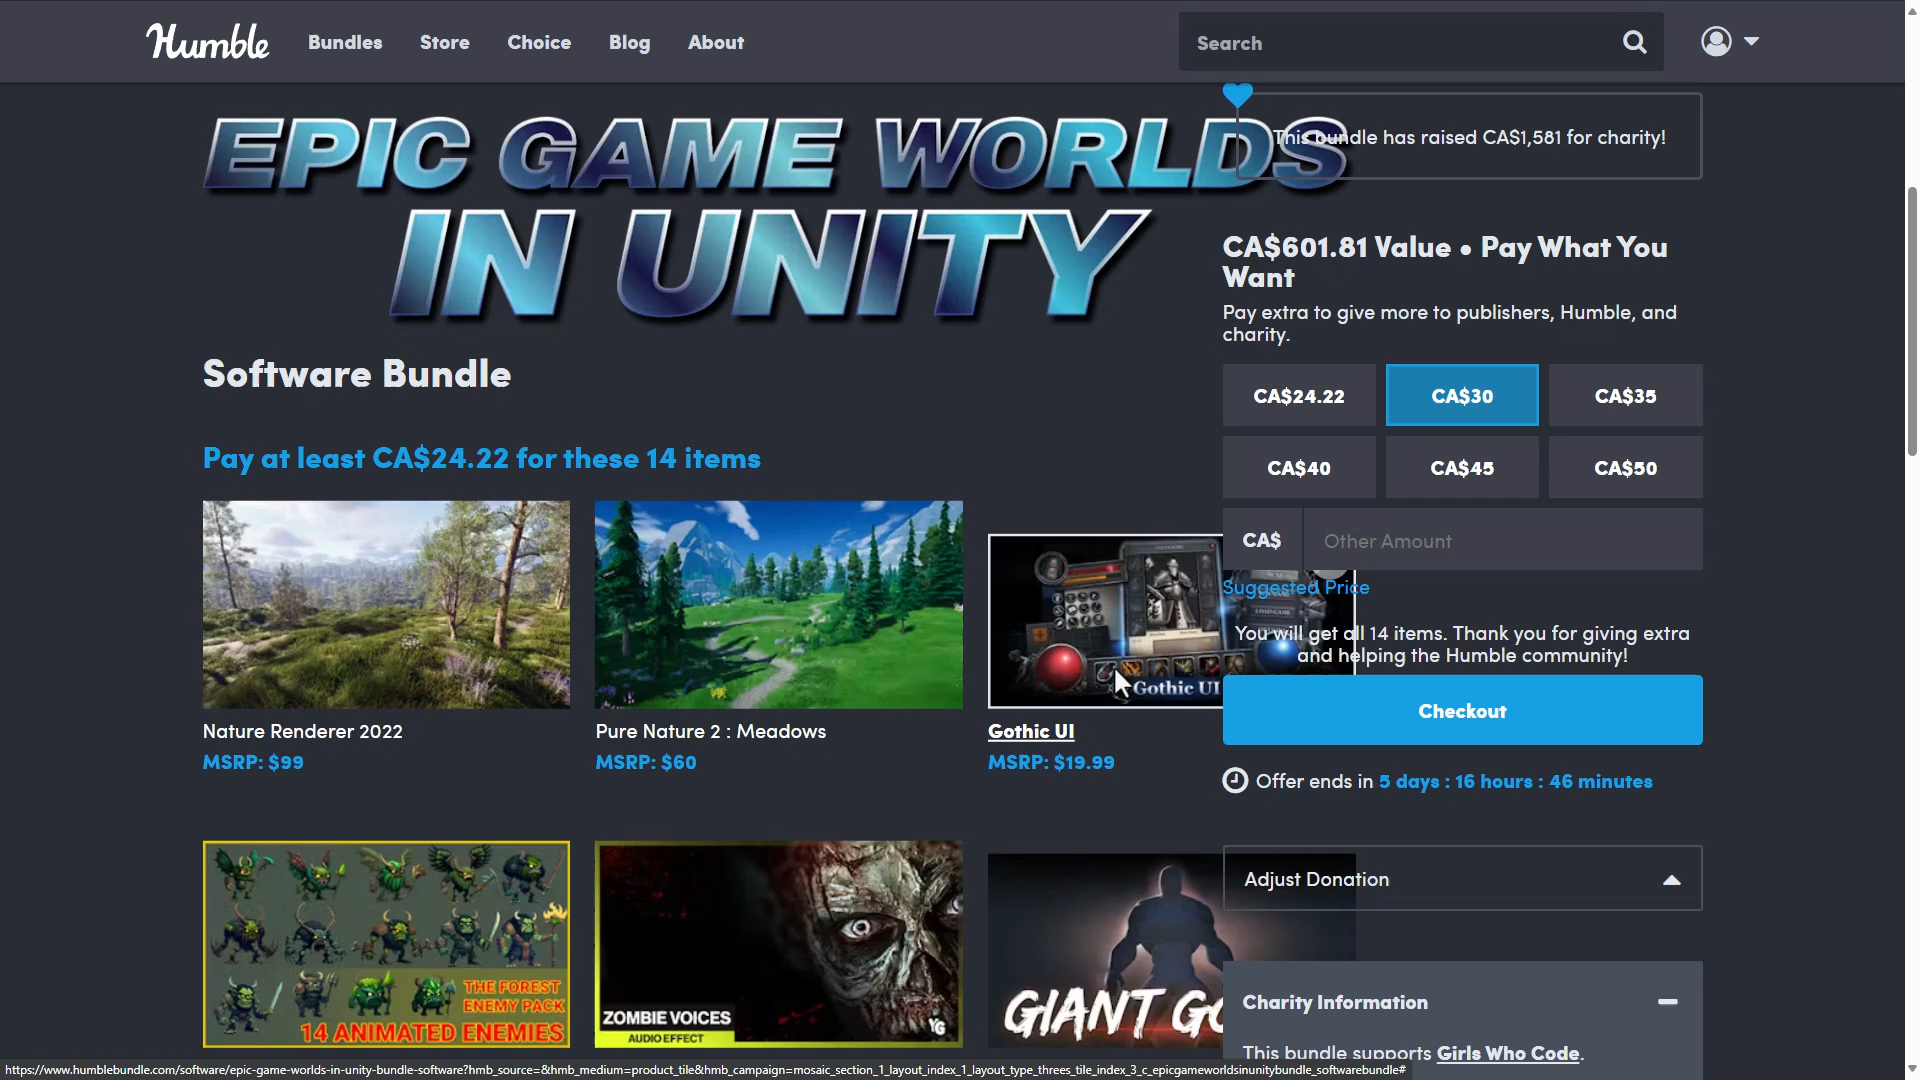 Humble
Bundles
Store
Choice
Blog
About
Search
EPIC GAME WORLDS
IN UNITY
This bundle has raised CA$1,581 for charity!
CA$601.81 Value • Pay What You
Want
Pay extra to give more to publishers, Humble, and
charity.
CA$24.22
CA$30
CA$35
CA$40
CA$45
CA$50
CA$
Other Amount
Suggested Price
You will get all 14 items. Thank you for giving extra
and helping the Humble community!
Checkout
Offer ends in 5 days : 16 hours : 46 minutes
Software Bundle
Pay at least CA$24.22 for these 14 items
Gothic UI
Nature Renderer 2022
MSRP: $99
Pure Nature 2 : Meadows
MSRP: $60
Gothic UI
MSRP: $19.99
THE FOREST
ENEMY PACK
14 ANIMATED ENEMIES
ZOMBIE VOICES
AUDIO EFFECT
YG
GIANT GO
Adjust Donation
Charity Information
This bundle supports Girls Who Code.
https://www.humblebundle.com/software/epic-game-worlds-in-unity-bundle-software?hmb_source=&hmb_medium=product_tile&hmb_campaign=mosaic_section_1_layout_index_1_layout_type_threes_tile_index_3_c_epicgameworldsinunitybundle_softwarebundle#